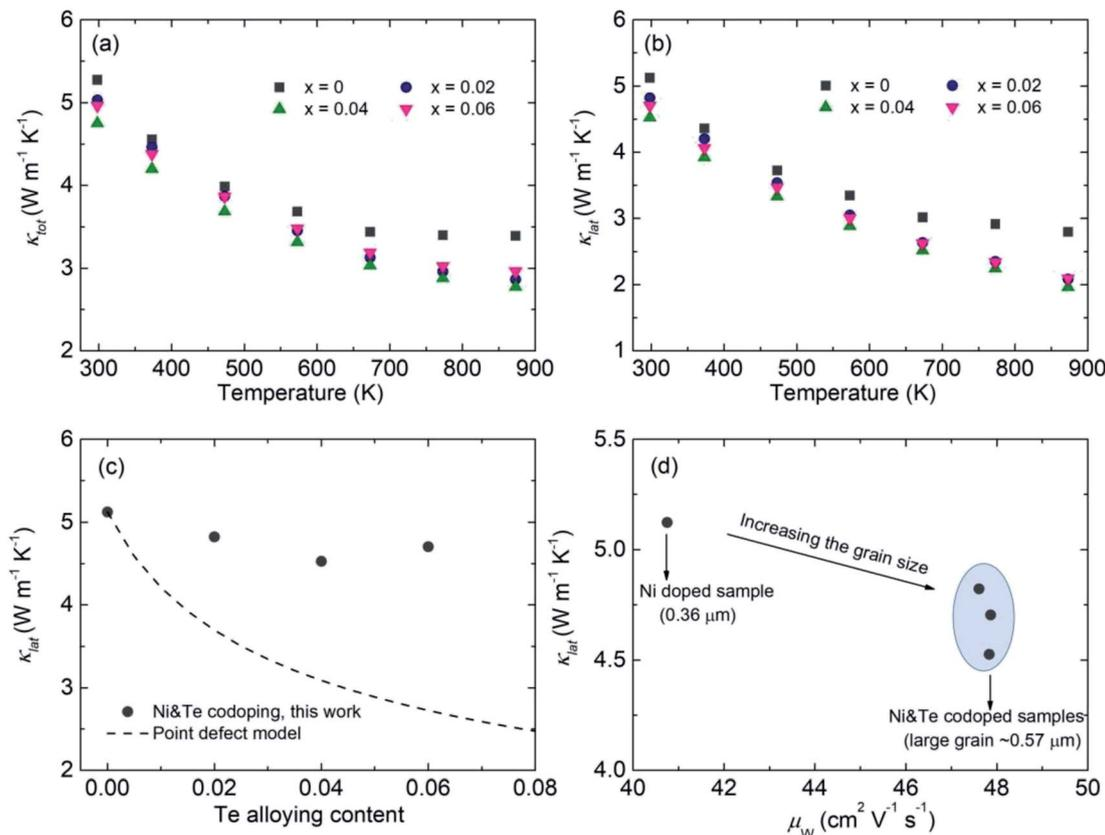 (a)
x = 0
x = 0.02
x = 0.04
x = 0.06
6
5
4
3
2
κtot (W m⁻¹ K⁻¹)
300 400 500 600 700 800 900
Temperature (K)
(b)
x = 0
x = 0.02
x = 0.04
x = 0.06
6
5
4
3
2
1
κlat (W m⁻¹ K⁻¹)
300 400 500 600 700 800 900
Temperature (K)
(c)
6
5
4
3
2
κlat (W m⁻¹ K⁻¹)
Ni&Te codoping, this work
Point defect model
0.00 0.02 0.04 0.06 0.08
Te alloying content
(d)
5.5
5.0
4.5
4.0
κlat (W m⁻¹ K⁻¹)
Increasing the grain size
Ni doped sample
(0.36 μm)
Ni&Te codoped samples
(large grain ~0.57 μm)
40 42 44 46 48 50
μW (cm² V⁻¹ s⁻¹)